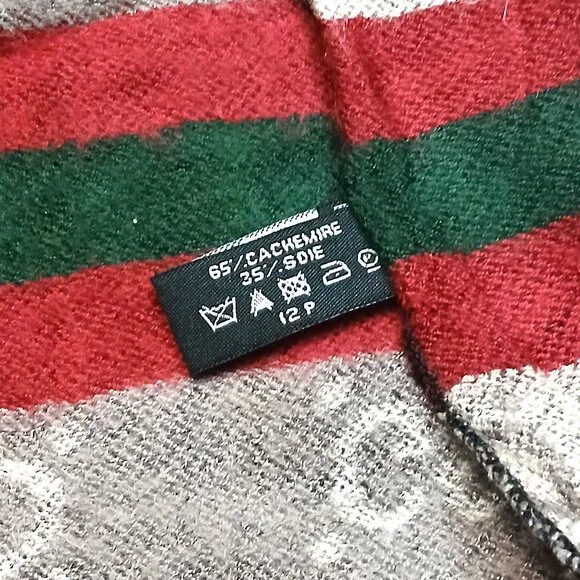 65% CACHEMIRE
35% SOIE
12 P